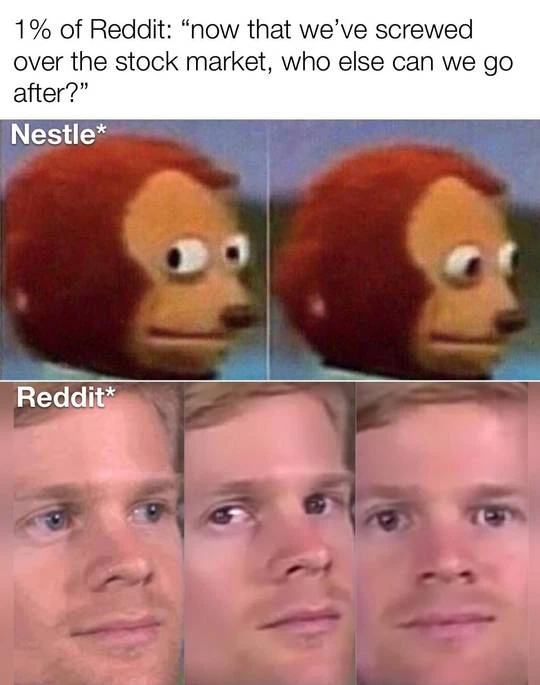 1% of Reddit: “now that we’ve screwed
over the stock market, who else can we go
after?”
Nestle*
Reddit*